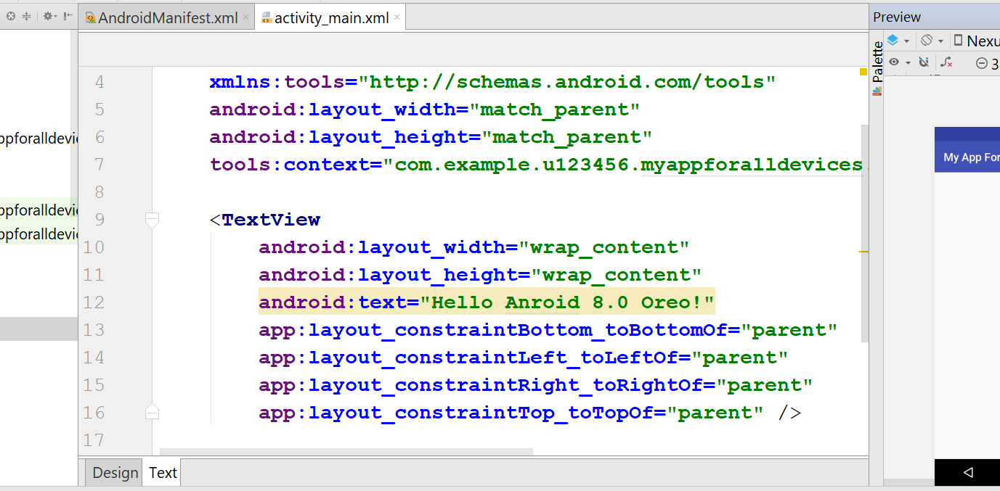 AndroidManifest.xml
activity_main.xml
Preview
Nexu
Palette
3
4 xmlns:tools="http://schemas.android.com/tools"
5 android:layout_width="match_parent"
6 android:layout_height="match_parent"
7 tools:context="com.example.u123456.myappforalldevices.
8
9 <TextView
10 android:layout_width="wrap_content"
11 android:layout_height="wrap_content"
12 android:text="Hello Anroid 8.0 Oreo!"
13 app:layout_constraintBottom_toBottomOf="parent"
14 app:layout_constraintLeft_toLeftOf="parent"
15 app:layout_constraintRight_toRightOf="parent"
16 app:layout_constraintTop_toTopOf="parent" />
17
ppforalldevi
ppforalldevi
ppforalldevi
My App For
Design
Text